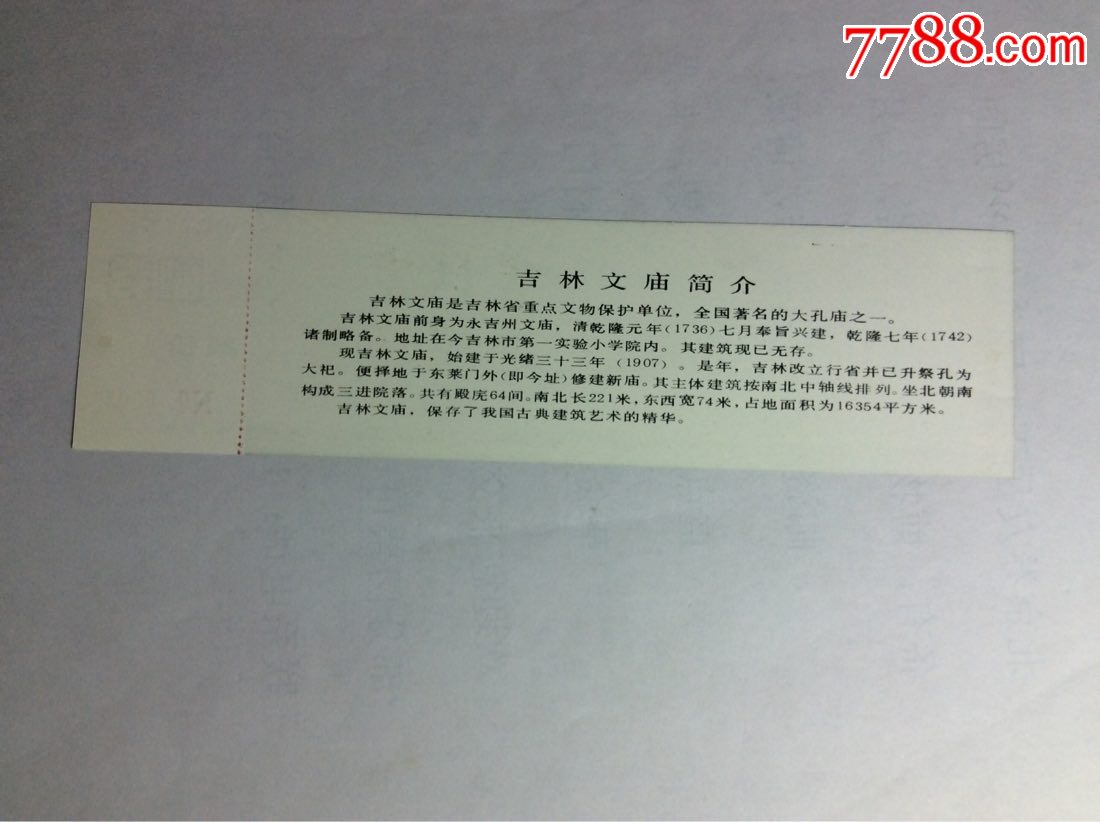 7788.com
吉林文庙简介
吉林文庙是吉林省重点文物保护单位，全国著名的大孔庙之一。
吉林文庙前身为永吉州文庙，清乾隆元年(1736)七月奉旨兴建，乾隆七年(1742)
诸制略备。地址在今吉林市第一实验小学院内。其建筑现已无存。
现吉林文庙，始建于光绪三十三年(1907)。是年，吉林改立行省并已升祭孔为
大祀。便择地于东莱门外(即今址)修建新庙。其主体建筑按南北中轴线排列。坐北朝南
构成三进院落。共有殿庑64间。南北长221米，东西宽74米，占地面积为16354平方米。
吉林文庙，保存了我国古典建筑艺术的精华。